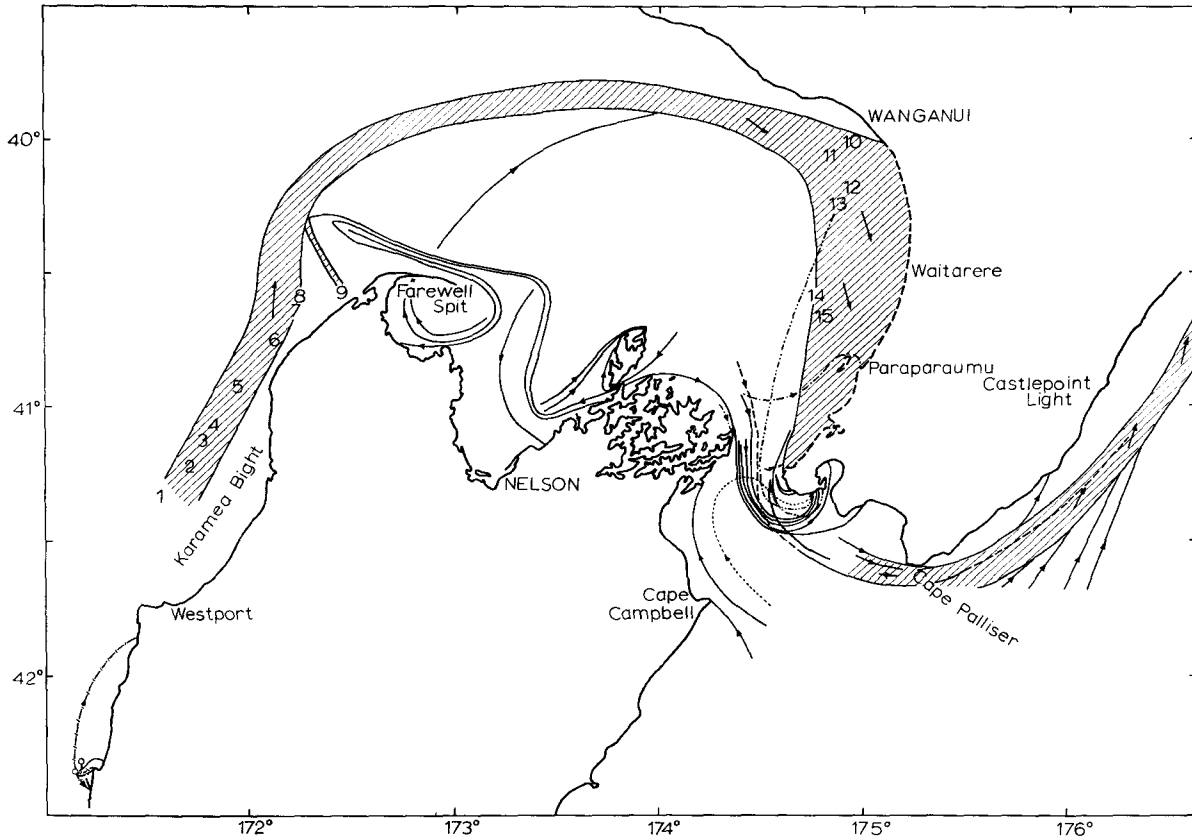 WANGANUI
40°
10
11
12
13
Waitarere
14
15
Farewell
Spit
8
9
6
Paraparaumu
Castlepoint
Light
5
41°
4
3
2
1
Karamea Bight
NELSON
Cape Palliser
Cape
Campbell
Westport
42°
172°
173°
174°
175°
176°